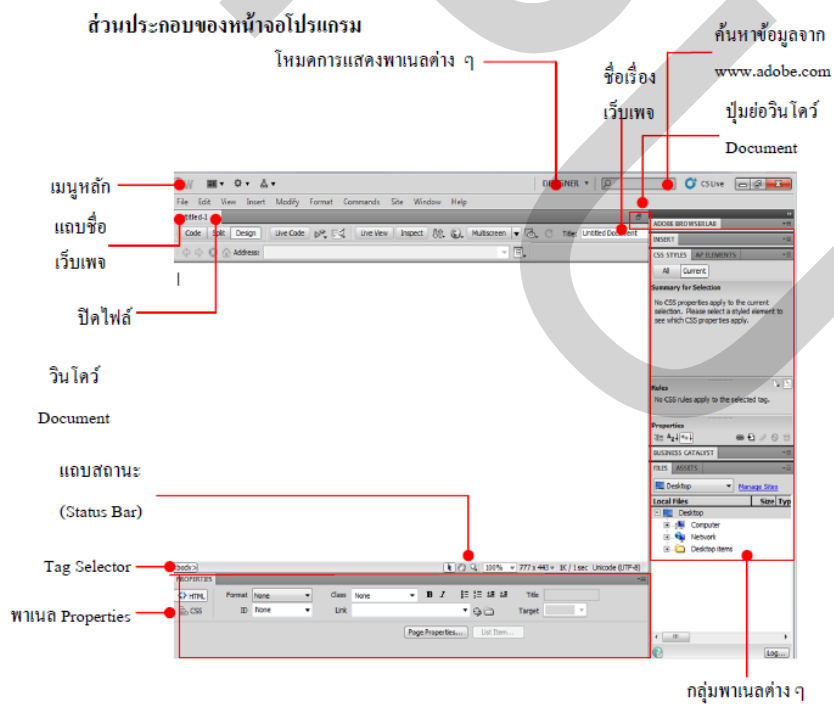 ส่วนประกอบของหน้าจอโปรแกรม
ค้นหาข้อมูลจาก
www.adobe.com
โหมดการแสดงพาเนลต่าง ๆ
ชื่อเรื่อง
เว็บเพจ
ปุ่มย่อวินโดว์
Document
เมนูหลัก
แถบชื่อ
เว็บเพจ
ปิดไฟล์
วินโดว์
Document
แถบสถานะ
(Status Bar)
Tag Selector
พาเนล Properties
กลุ่มพาเนลต่าง ๆ
DESIGNER CS Live
File Edit View Insert Modify Format Commands Site Window Help
Code Split Design Live Code Live View Inspect Multiscreen Title: Untitled Document
Address:
ADOBE BROWSERLAB
INSERT
CSS STYLES AP ELEMENTS
All Current
Summary for Selection
No CSS properties apply to the current
selection. Please select a styled element to
see which CSS properties apply.
Rules
No CSS rules apply to the selected tag.
Properties
BUSINESS CATALYST
FILES ASSETS
Desktop Manage Sites
Local Files Size Typ
Desktop
Computer
Network
Desktop items
Log...
100% 777 x 443 1K / 1 sec Unicode (UTF-8)
PROPERTIES
HTML Format None Class None B I Title
CSS ID None Link Target
Page Properties... List Item...